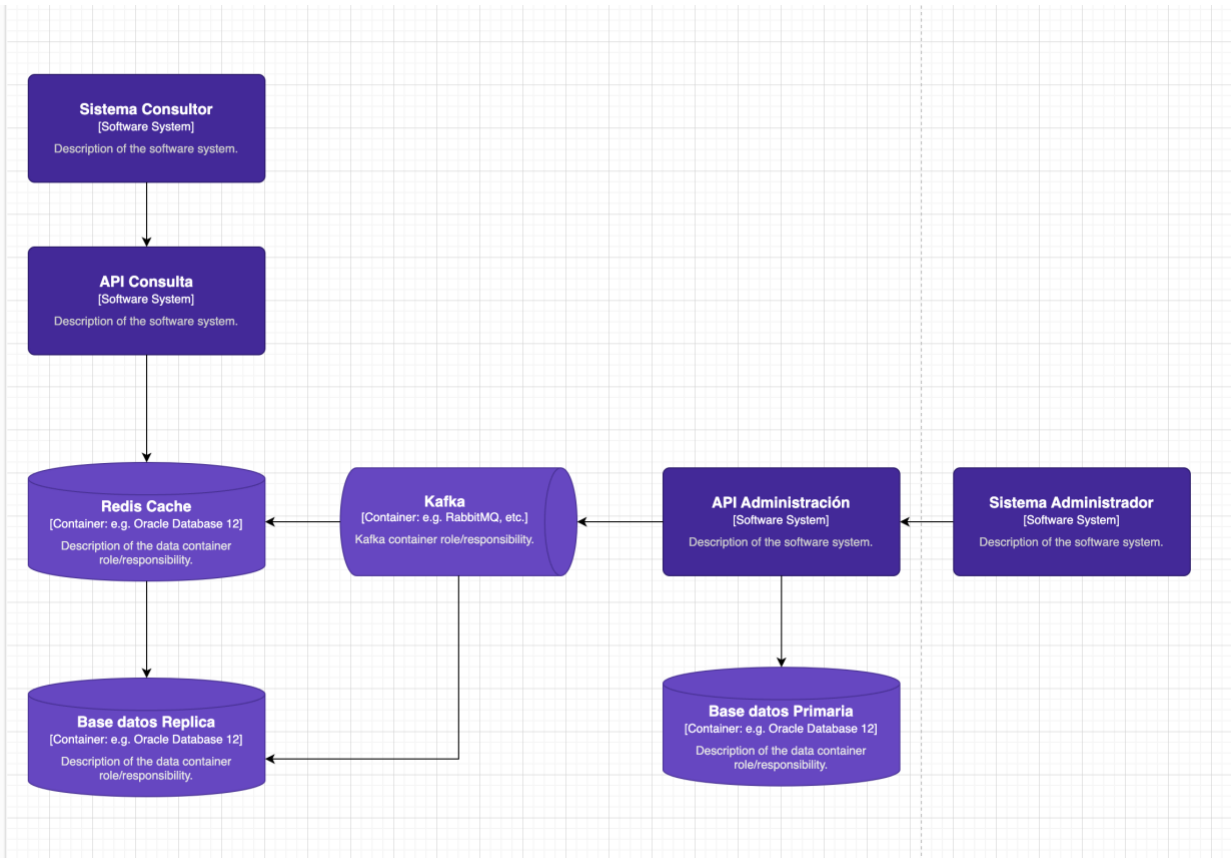 Sistema Consultor
[Software System]
Description of the software system.
API Consulta
[Software System]
Description of the software system.
Redis Cache
[Container: e.g. Oracle Database 12]
Description of the data container
role/responsibility.
Kafka
[Container: e.g. RabbitMQ, etc.]
Kafka container role/responsibility.
API Administración
[Software System]
Description of the software system.
Sistema Administrador
[Software System]
Description of the software system.
Base datos Replica
[Container: e.g. Oracle Database 12]
Description of the data container
role/responsibility.
Base datos Primaria
[Container: e.g. Oracle Database 12]
Description of the data container
role/responsibility.